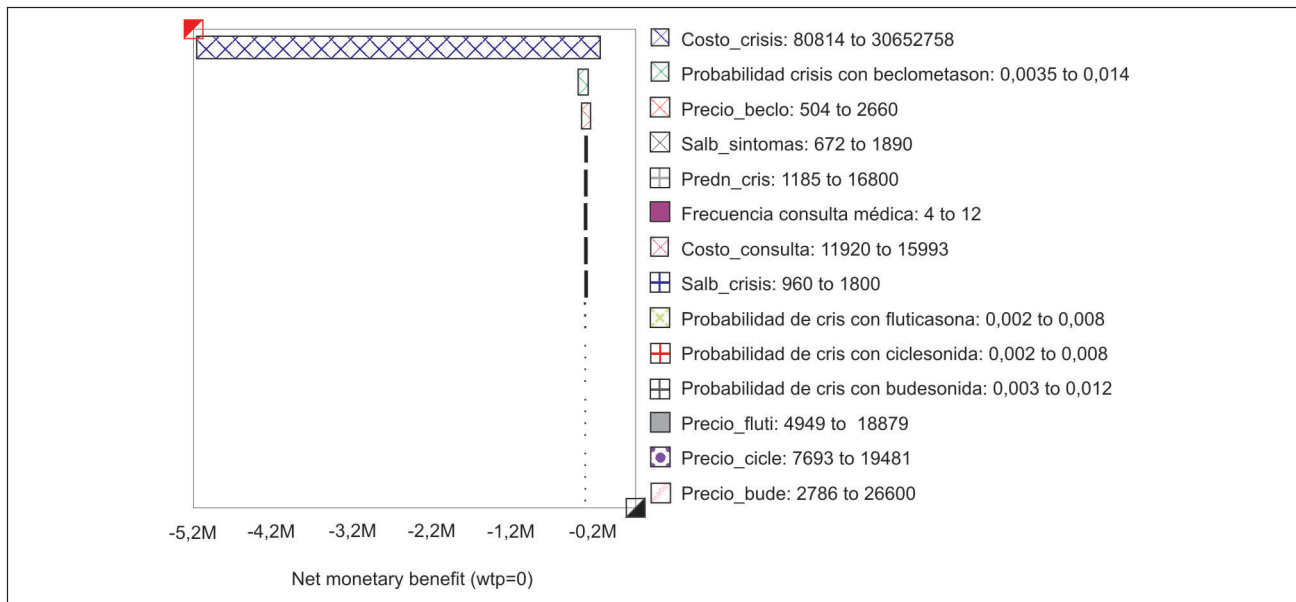 Costo_crisis: 80814 to 30652758
Probabilidad crisis con beclometason: 0,0035 to 0,014
Precio_beclo: 504 to 2660
Salb_sintomas: 672 to 1890
Predn_cris: 1185 to 16800
Frecuencia consulta médica: 4 to 12
Costo_consulta: 11920 to 15993
Salb_crisis: 960 to 1800
Probabilidad de cris con fluticasona: 0,002 to 0,008
Probabilidad de cris con ciclesonida: 0,002 to 0,008
Probabilidad de cris con budesonida: 0,003 to 0,012
Precio_fluti: 4949 to 18879
Precio_cicle: 7693 to 19481
Precio_bude: 2786 to 26600
-5,2M -4,2M -3,2M -2,2M -1,2M -0,2M
Net monetary benefit (wtp=0)